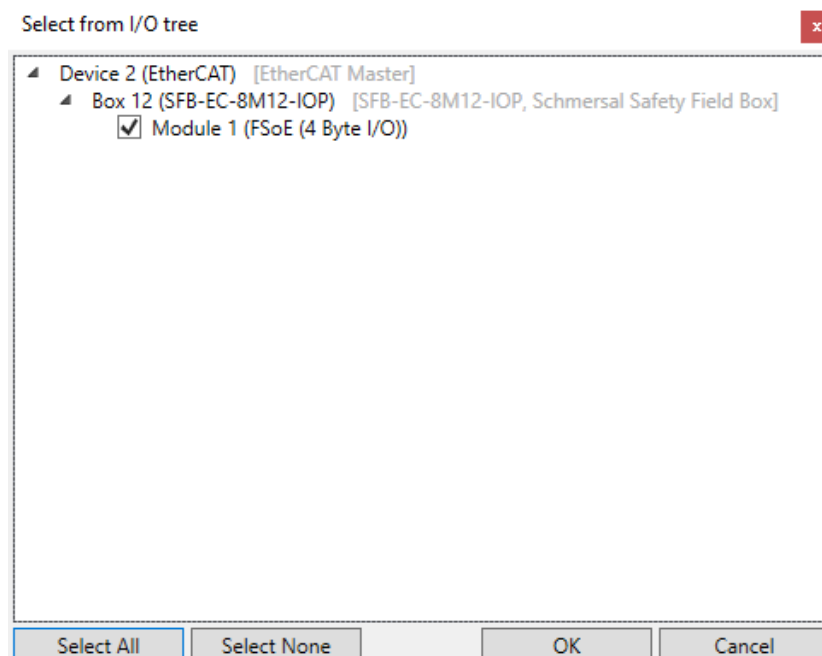 Select from I/O tree
x
Device 2 (EtherCAT) [EtherCAT Master]
Box 12 (SFB-EC-8M12-IOP) [SFB-EC-8M12-IOP, Schmersal Safety Field Box]
Module 1 (FSoE (4 Byte I/O))
Select All Select None OK Cancel